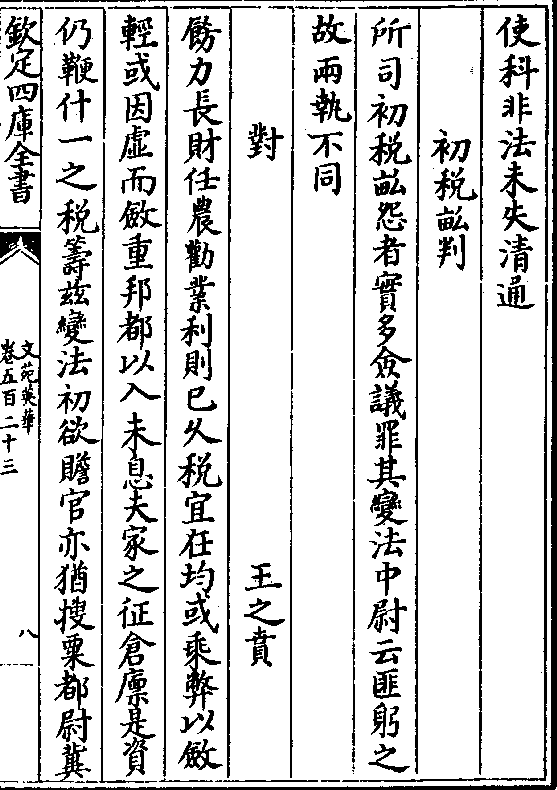 使科非法未失清通
初稅畝判
所司初稅畝怨者實多僉議罪其變法中尉云匪躬之
故兩執不同
對
王之賁
飭力長財任農勸業利則已久稅宜任均或乘弊以斂
輕或因虛而斂重邦都以入未息夫家之征倉廪是資
仍鞭什一之稅籌兹變法初欲贍官亦猶搜粟都尉冀
欽定四庫全書
文苑英華
卷五百二十三
八